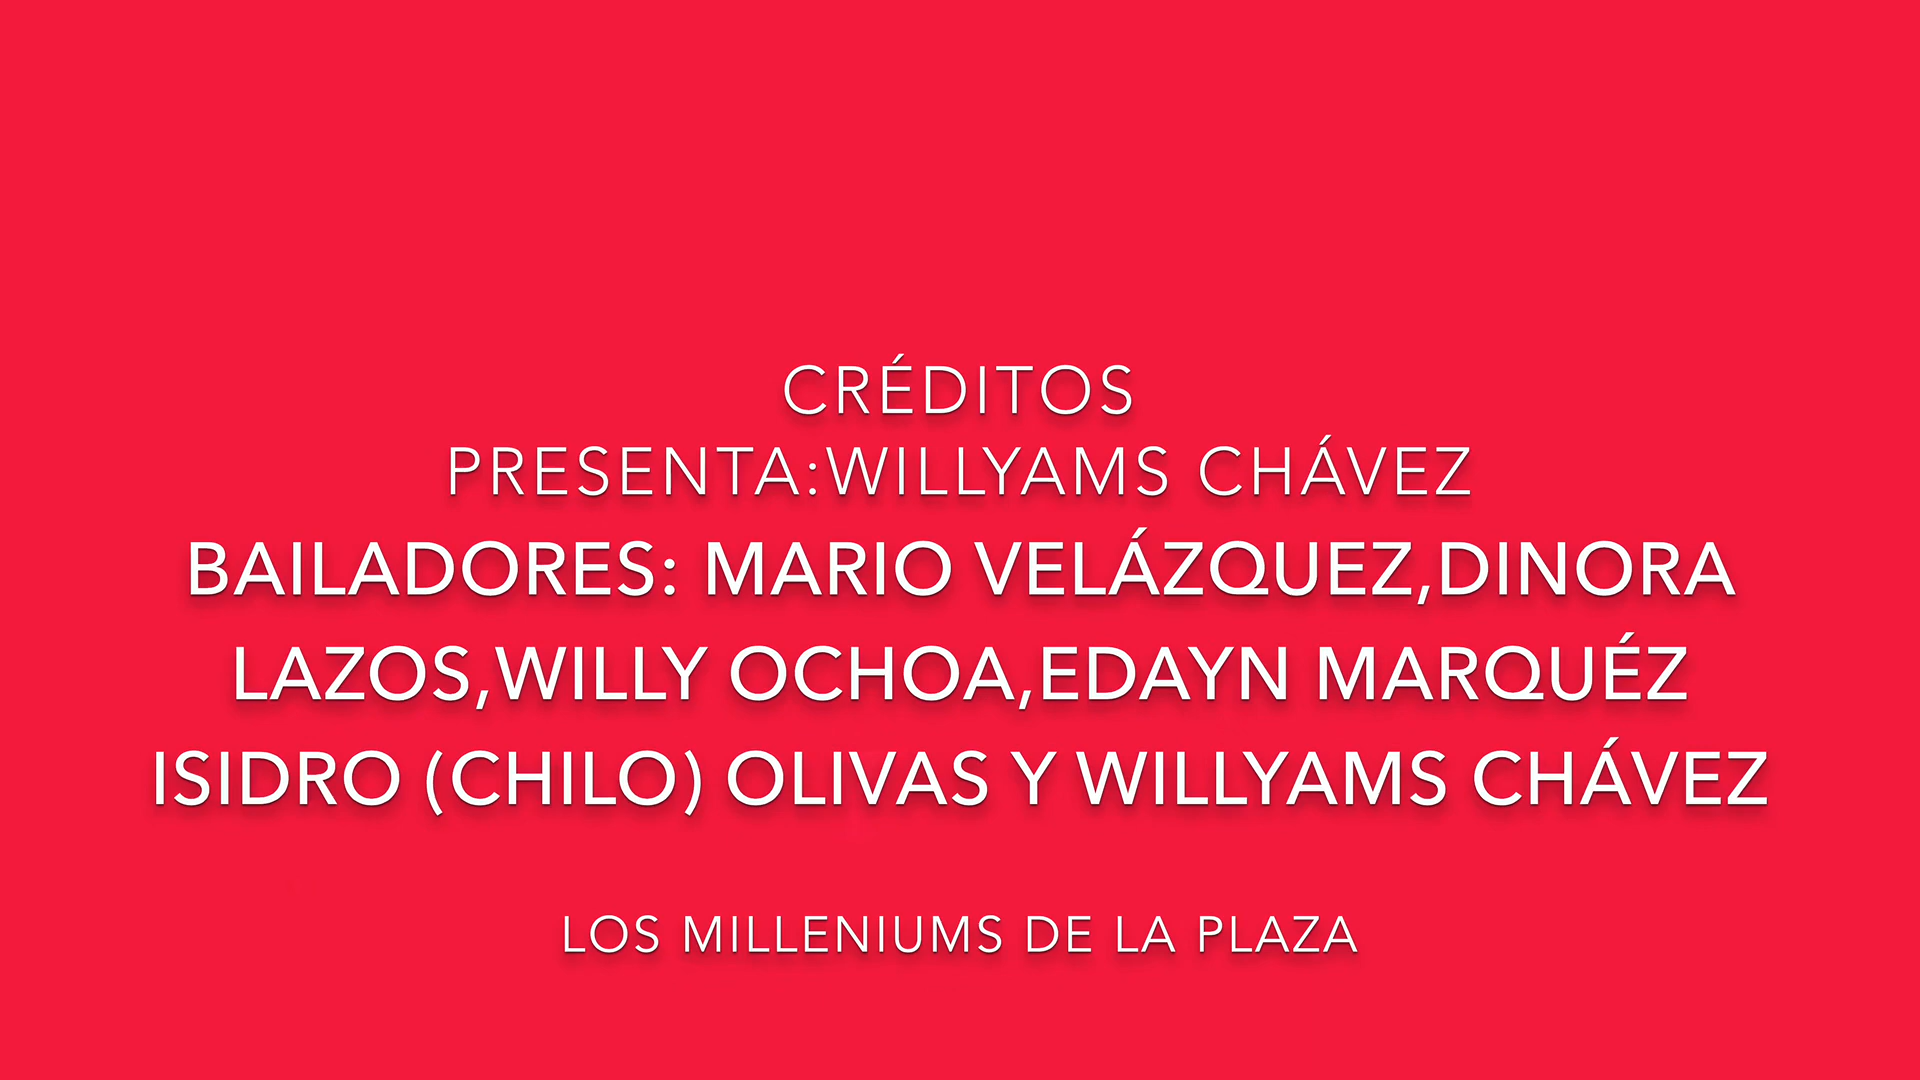 CRÉDITOS
PRESENTA:WILLYAMS CHÁVEZ
BAILADORES: MARIO VELÁZQUEZ,DINORA
LAZOS,WILLY OCHOA,EDAYN MARQUÉZ
ISIDRO (CHILO) OLIVAS Y WILLYAMS CHÁVEZ
LOS MILLENIUMS DE LA PLAZA